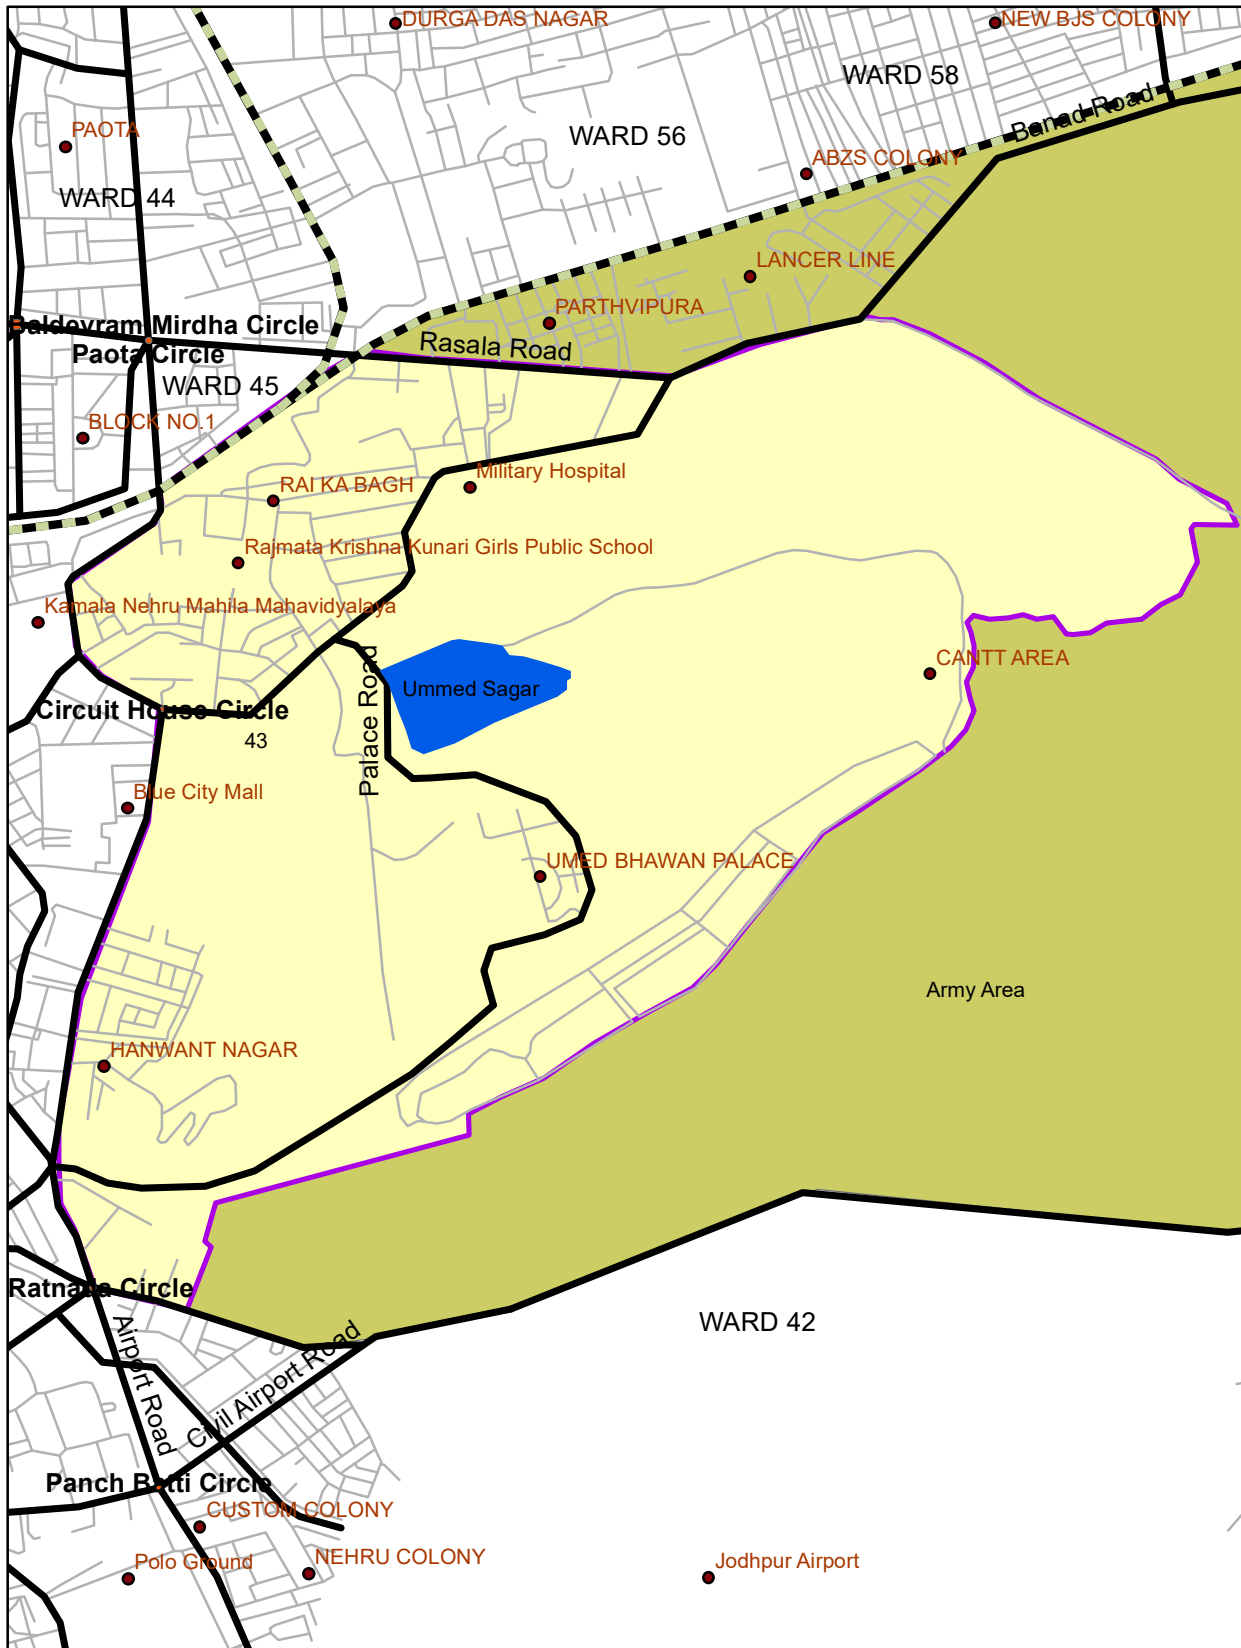 DURGA DAS NAGAR
NEW BJS COLONY
WARD 58
Banad Road
PAOTA
WARD 56
ABZS COLONY
WARD 44
LANCER LINE
PARTHVIPURA
Baldovram Mirdha Circle
Rasala Road
Paota Circle
WARD 45
BLOCK NO.1
Military Hospital
RAI KA BAGH
Rajmata Krishna Kunari Girls Public School
Kamala Nehru Mahila Mahavidyalaya
CANTT AREA
Ummed Sagar
Palace Road
Circuit House Circle
43
Blue City Mall
UMED BHAWAN PALACE
Army Area
HANWANT NAGAR
Ratnada Circle
WARD 42
Airport Road
Civil Airport Road
Panch Batti Circle
CUSTOM COLONY
Polo Ground
NEHRU COLONY
Jodhpur Airport